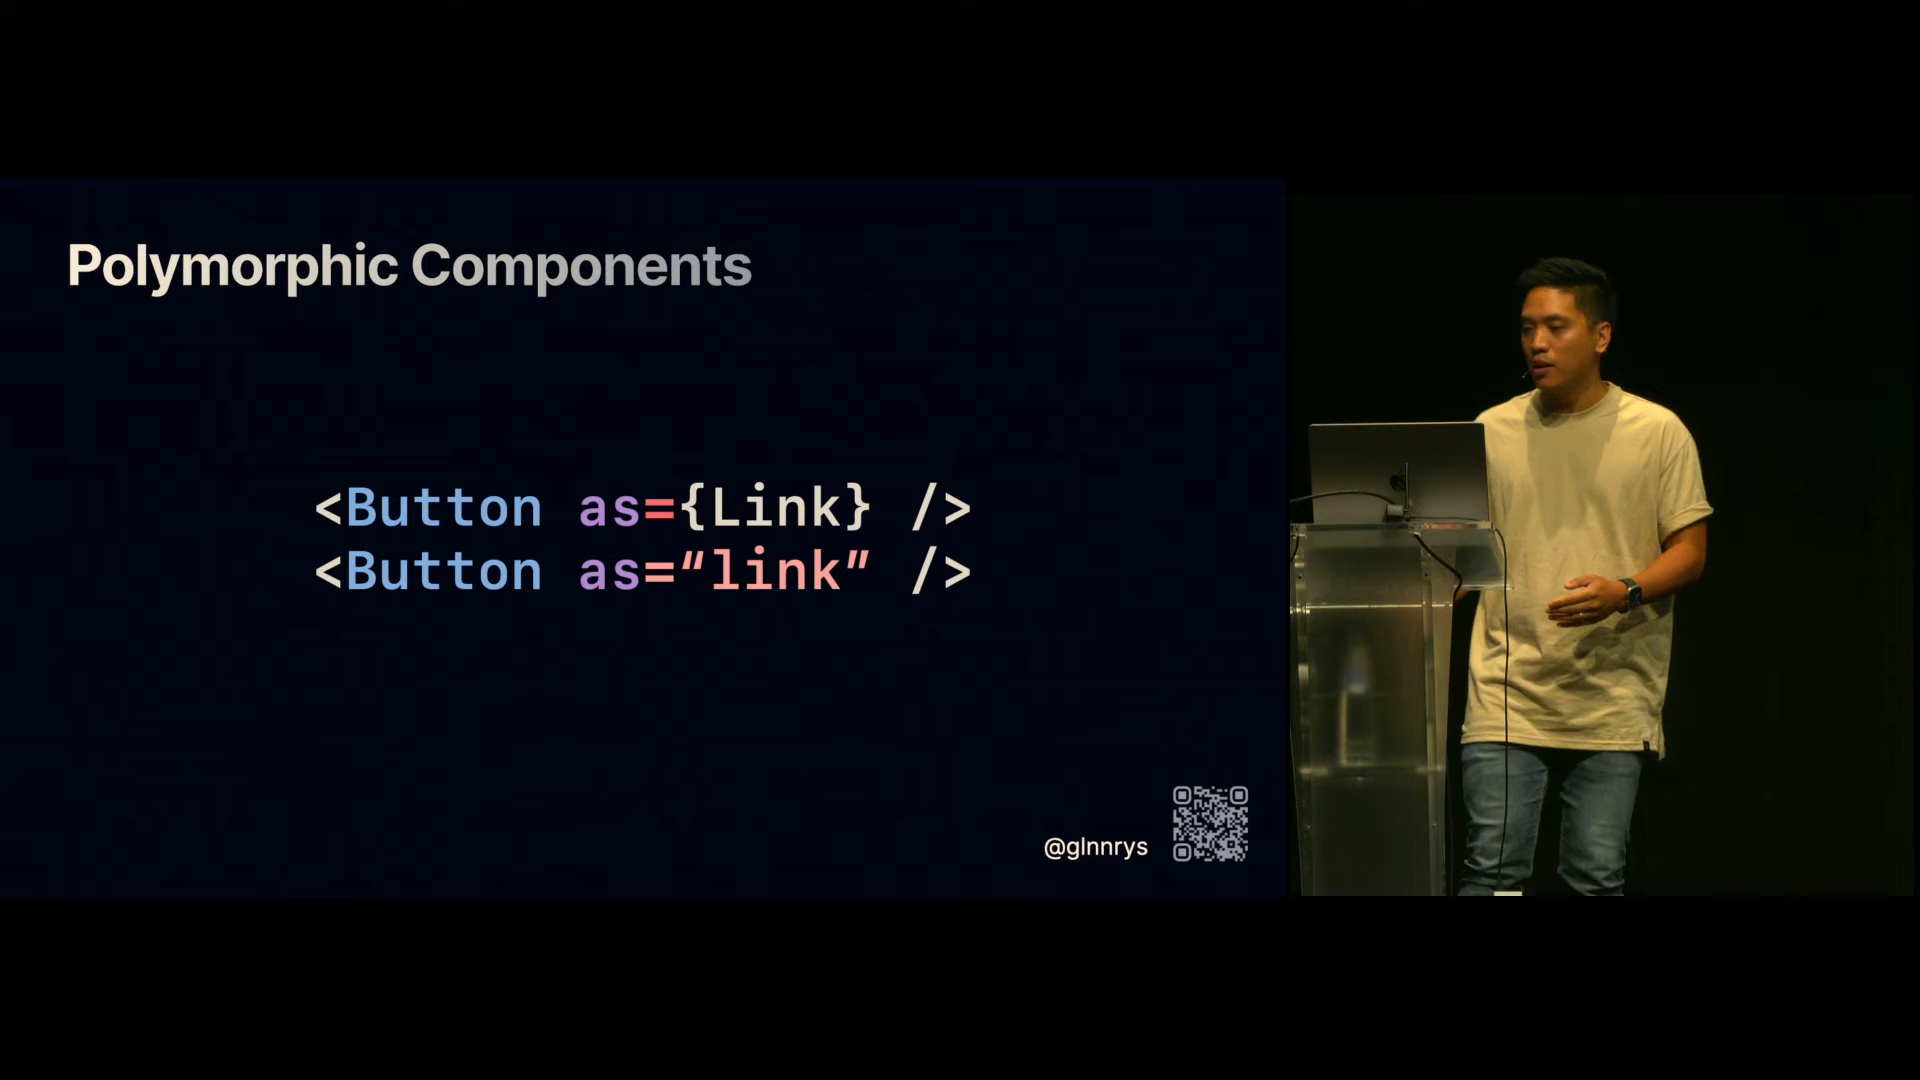 Polymorphic Components
<Button as={Link} />
<Button as=“link” />
@glnnrys